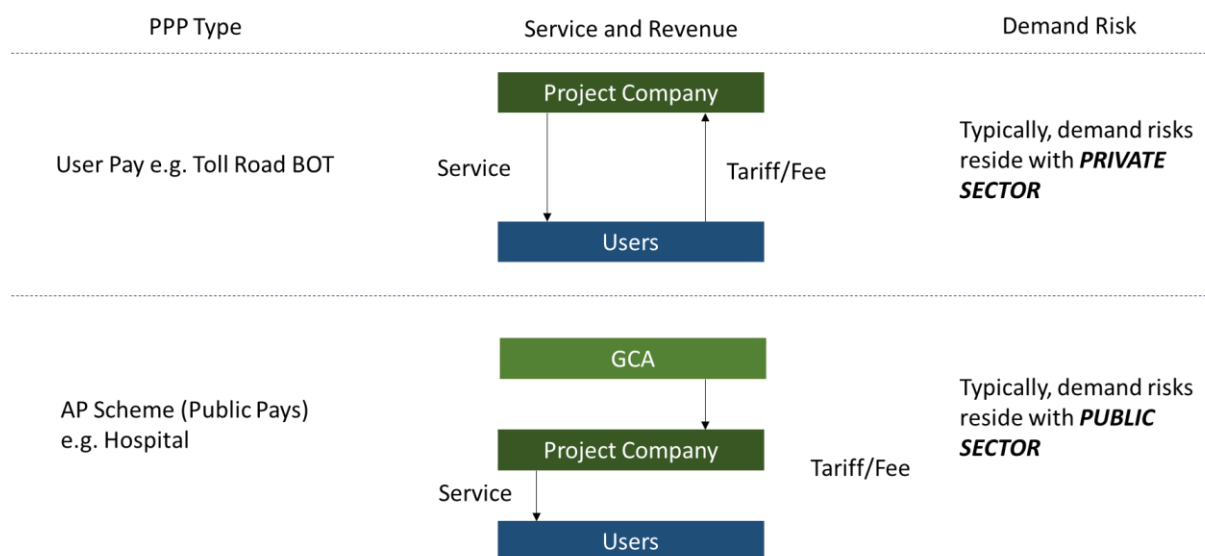 PPP Type
Service and Revenue
Demand Risk
User Pay e.g. Toll Road BOT
Project Company
Service
Tariff/Fee
Users
Typically, demand risks
reside with PRIVATE
SECTOR
AP Scheme (Public Pays)
e.g. Hospital
GCA
Project Company
Tariff/Fee
Service
Users
Typically, demand risks
reside with PUBLIC
SECTOR